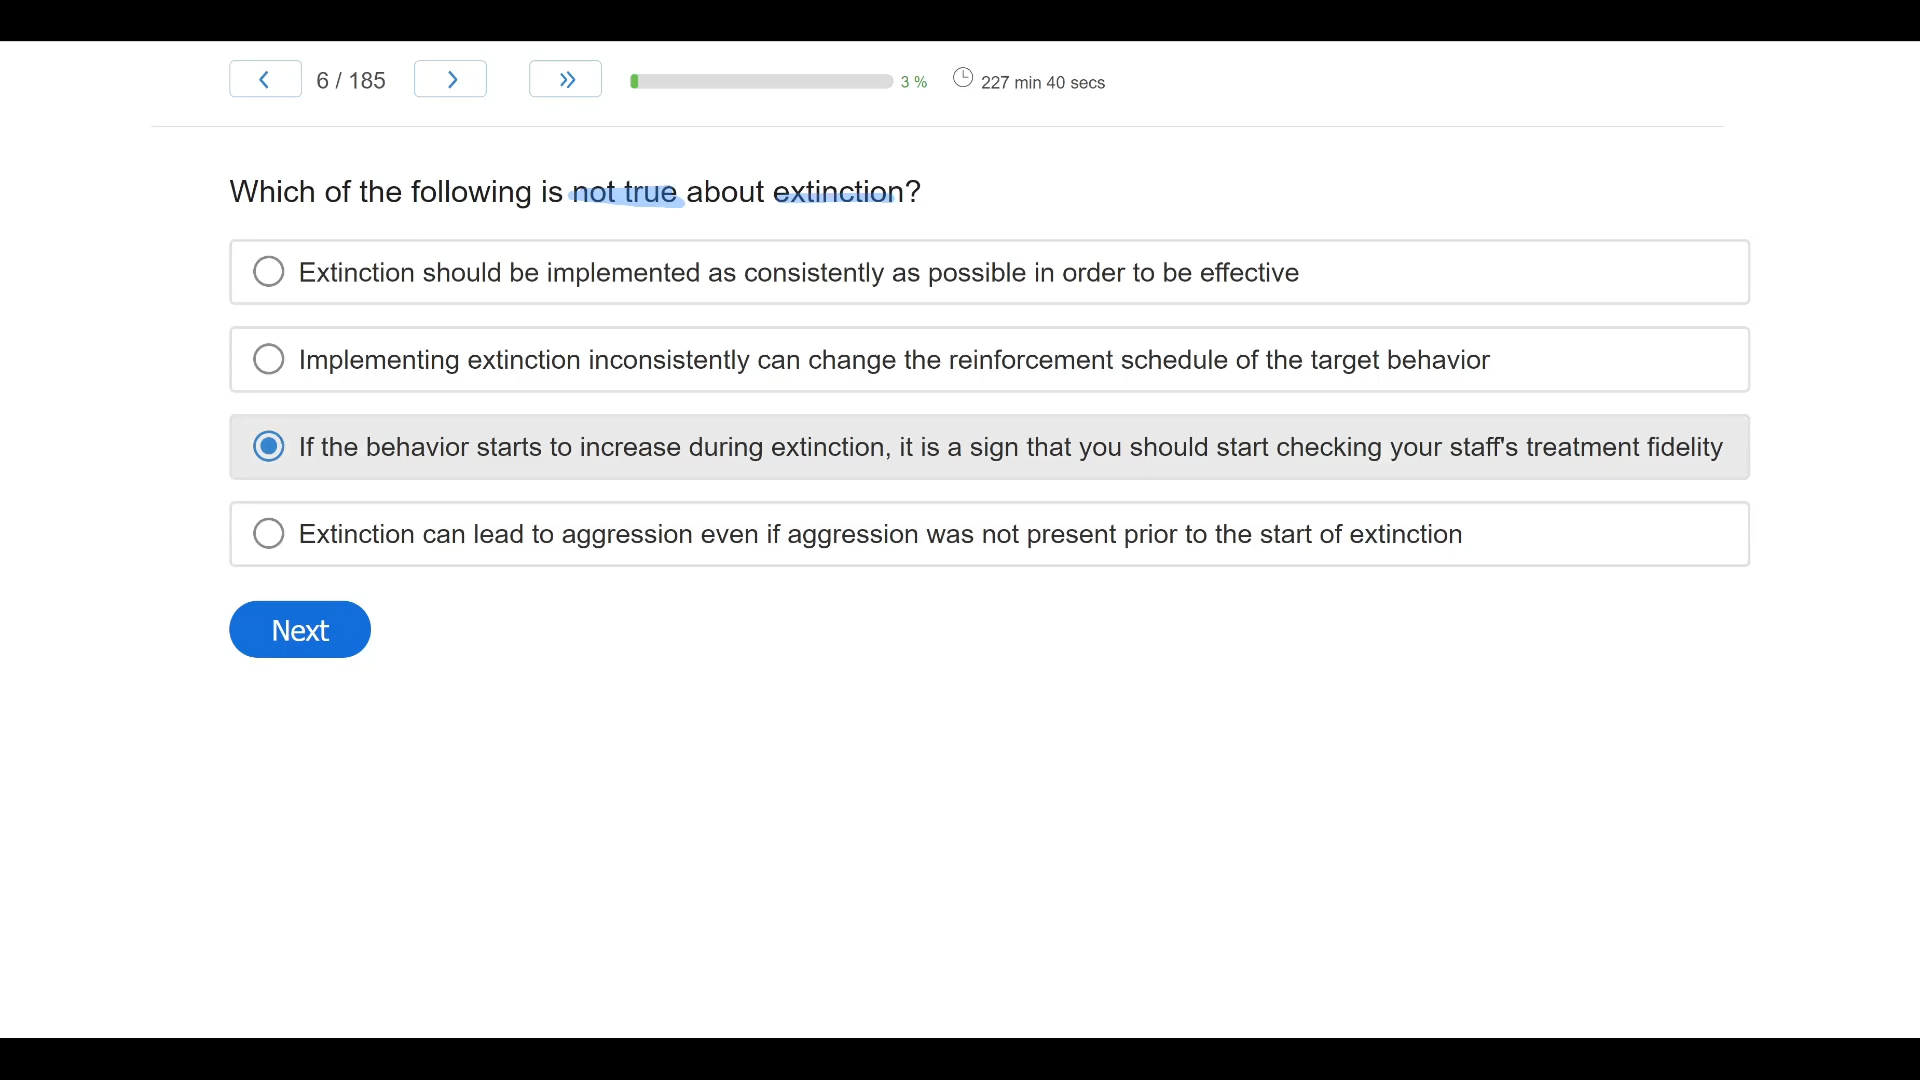 6 / 185
3 %
227 min 40 secs
Which of the following is not true about extinction?
Extinction should be implemented as consistently as possible in order to be effective
Implementing extinction inconsistently can change the reinforcement schedule of the target behavior
If the behavior starts to increase during extinction, it is a sign that you should start checking your staff's treatment fidelity
Extinction can lead to aggression even if aggression was not present prior to the start of extinction
Next